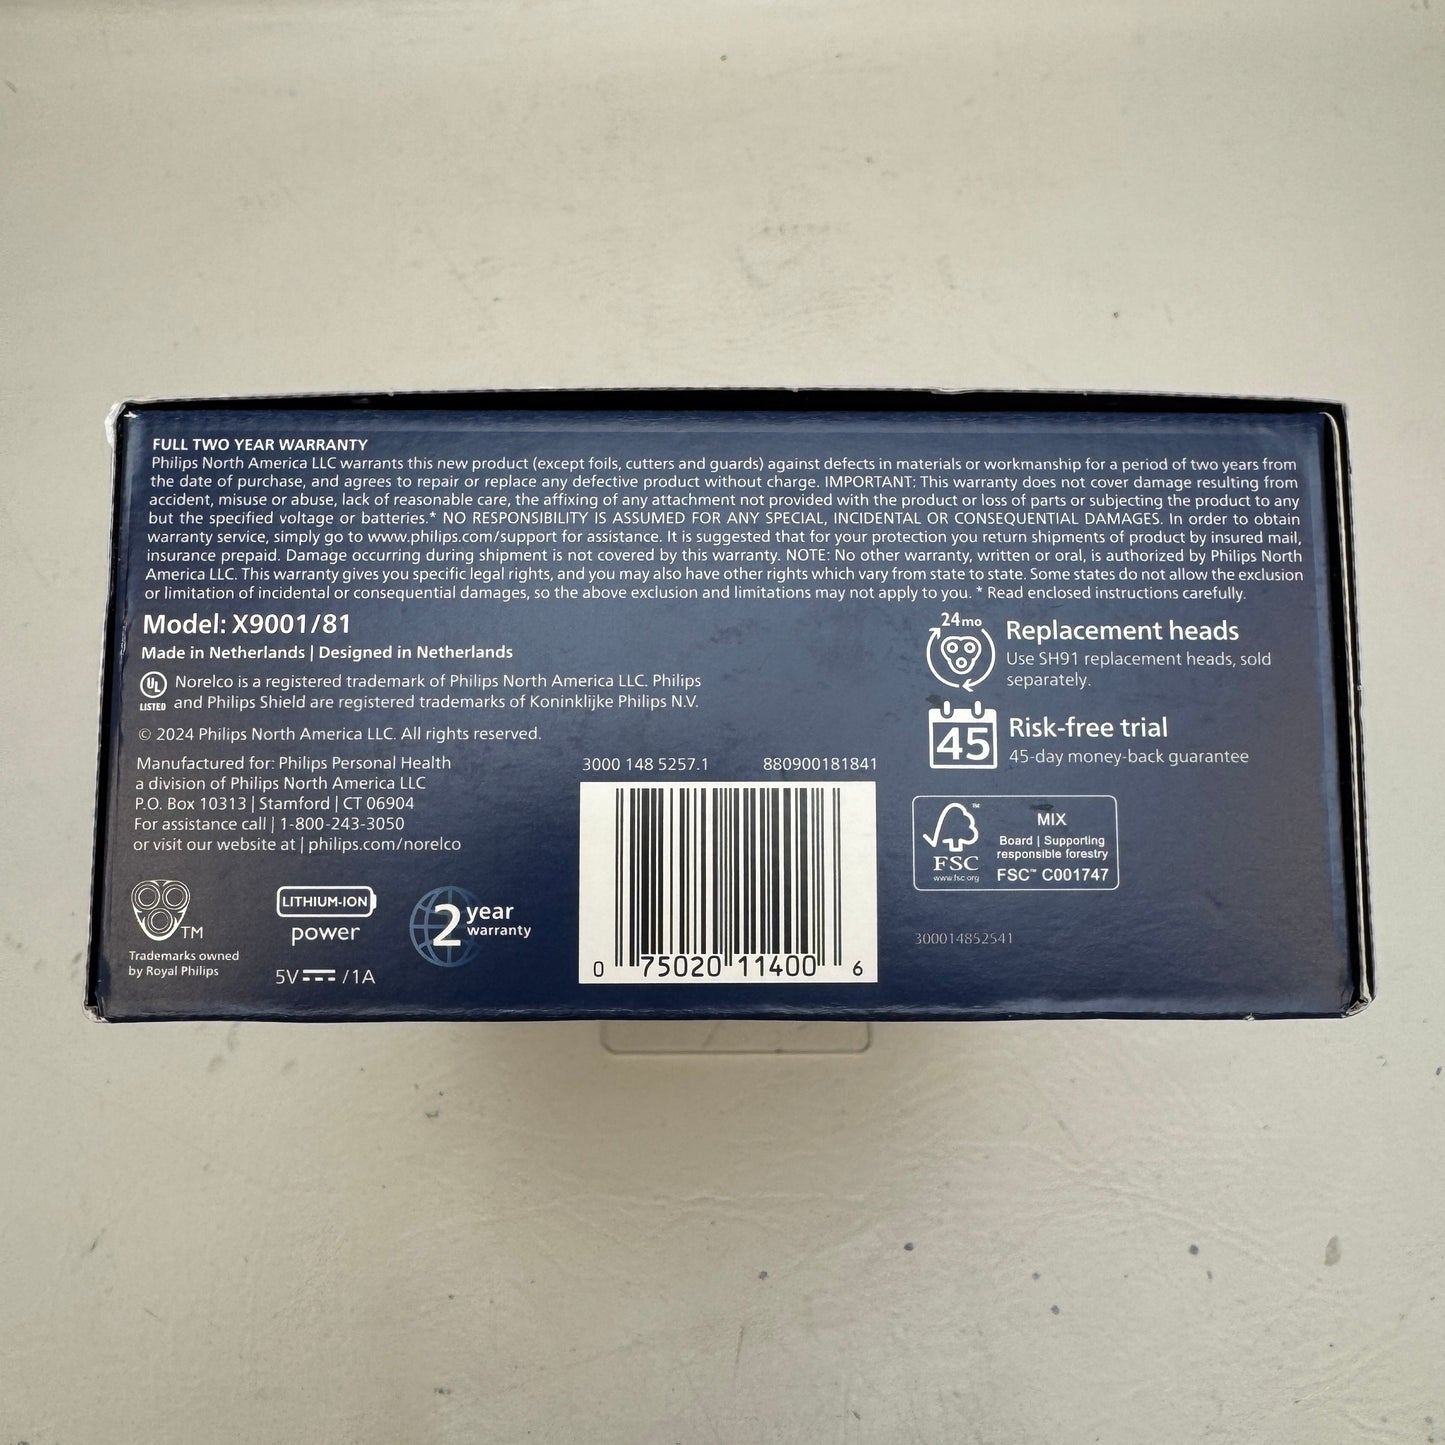 FULL TWO YEAR WARRANTY
Philips North America LLC warrants this new product (except foils, cutters and guards) against defects in materials or workmanship for a period of two years from
the date of purchase, and agrees to repair or replace any defective product without charge. IMPORTANT: This warranty does not cover damage resulting from
accident, misuse or abuse, lack of reasonable care, the affixing of any attachment not provided with the product or loss of parts or subjecting the product to any
but the specified voltage or batteries.* NO RESPONSIBILITY IS ASSUMED FOR ANY SPECIAL, INCIDENTAL OR CONSEQUENTIAL DAMAGES. In order to obtain
warranty service, simply go to www.philips.com/support for assistance. It is suggested that for your protection you return shipments of product by insured mail,
insurance prepaid. Damage occurring during shipment is not covered by this warranty. NOTE: No other warranty, written or oral, is authorized by Philips North
America LLC. This warranty gives you specific legal rights, and you may also have other rights which vary from state to state. Some states do not allow the exclusion
or limitation of incidental or consequential damages, so the above exclusion and limitations may not apply to you. * Read enclosed instructions carefully.
Model: X9001/81
Made in Netherlands | Designed in Netherlands
UL
LISTED
Norelco is a registered trademark of Philips North America LLC. Philips
and Philips Shield are registered trademarks of Koninklijke Philips N.V.
© 2024 Philips North America LLC. All rights reserved.
Manufactured for: Philips Personal Health
a division of Philips North America LLC
P.O. Box 10313 | Stamford | CT 06904
For assistance call | 1-800-243-3050
or visit our website at | philips.com/norelco
TM
Trademarks owned
by Royal Philips
LITHIUM-ION
power
5V ⎓ /1A
2 year
warranty
3000 148 5257.1 880900181841
0 75020 11400 6
24mo
Replacement heads
Use SH91 replacement heads, sold
separately.
45
Risk-free trial
45-day money-back guarantee
™
FSC
www.fsc.org
MIX
Board | Supporting
responsible forestry
FSC™ C001747
300014852541